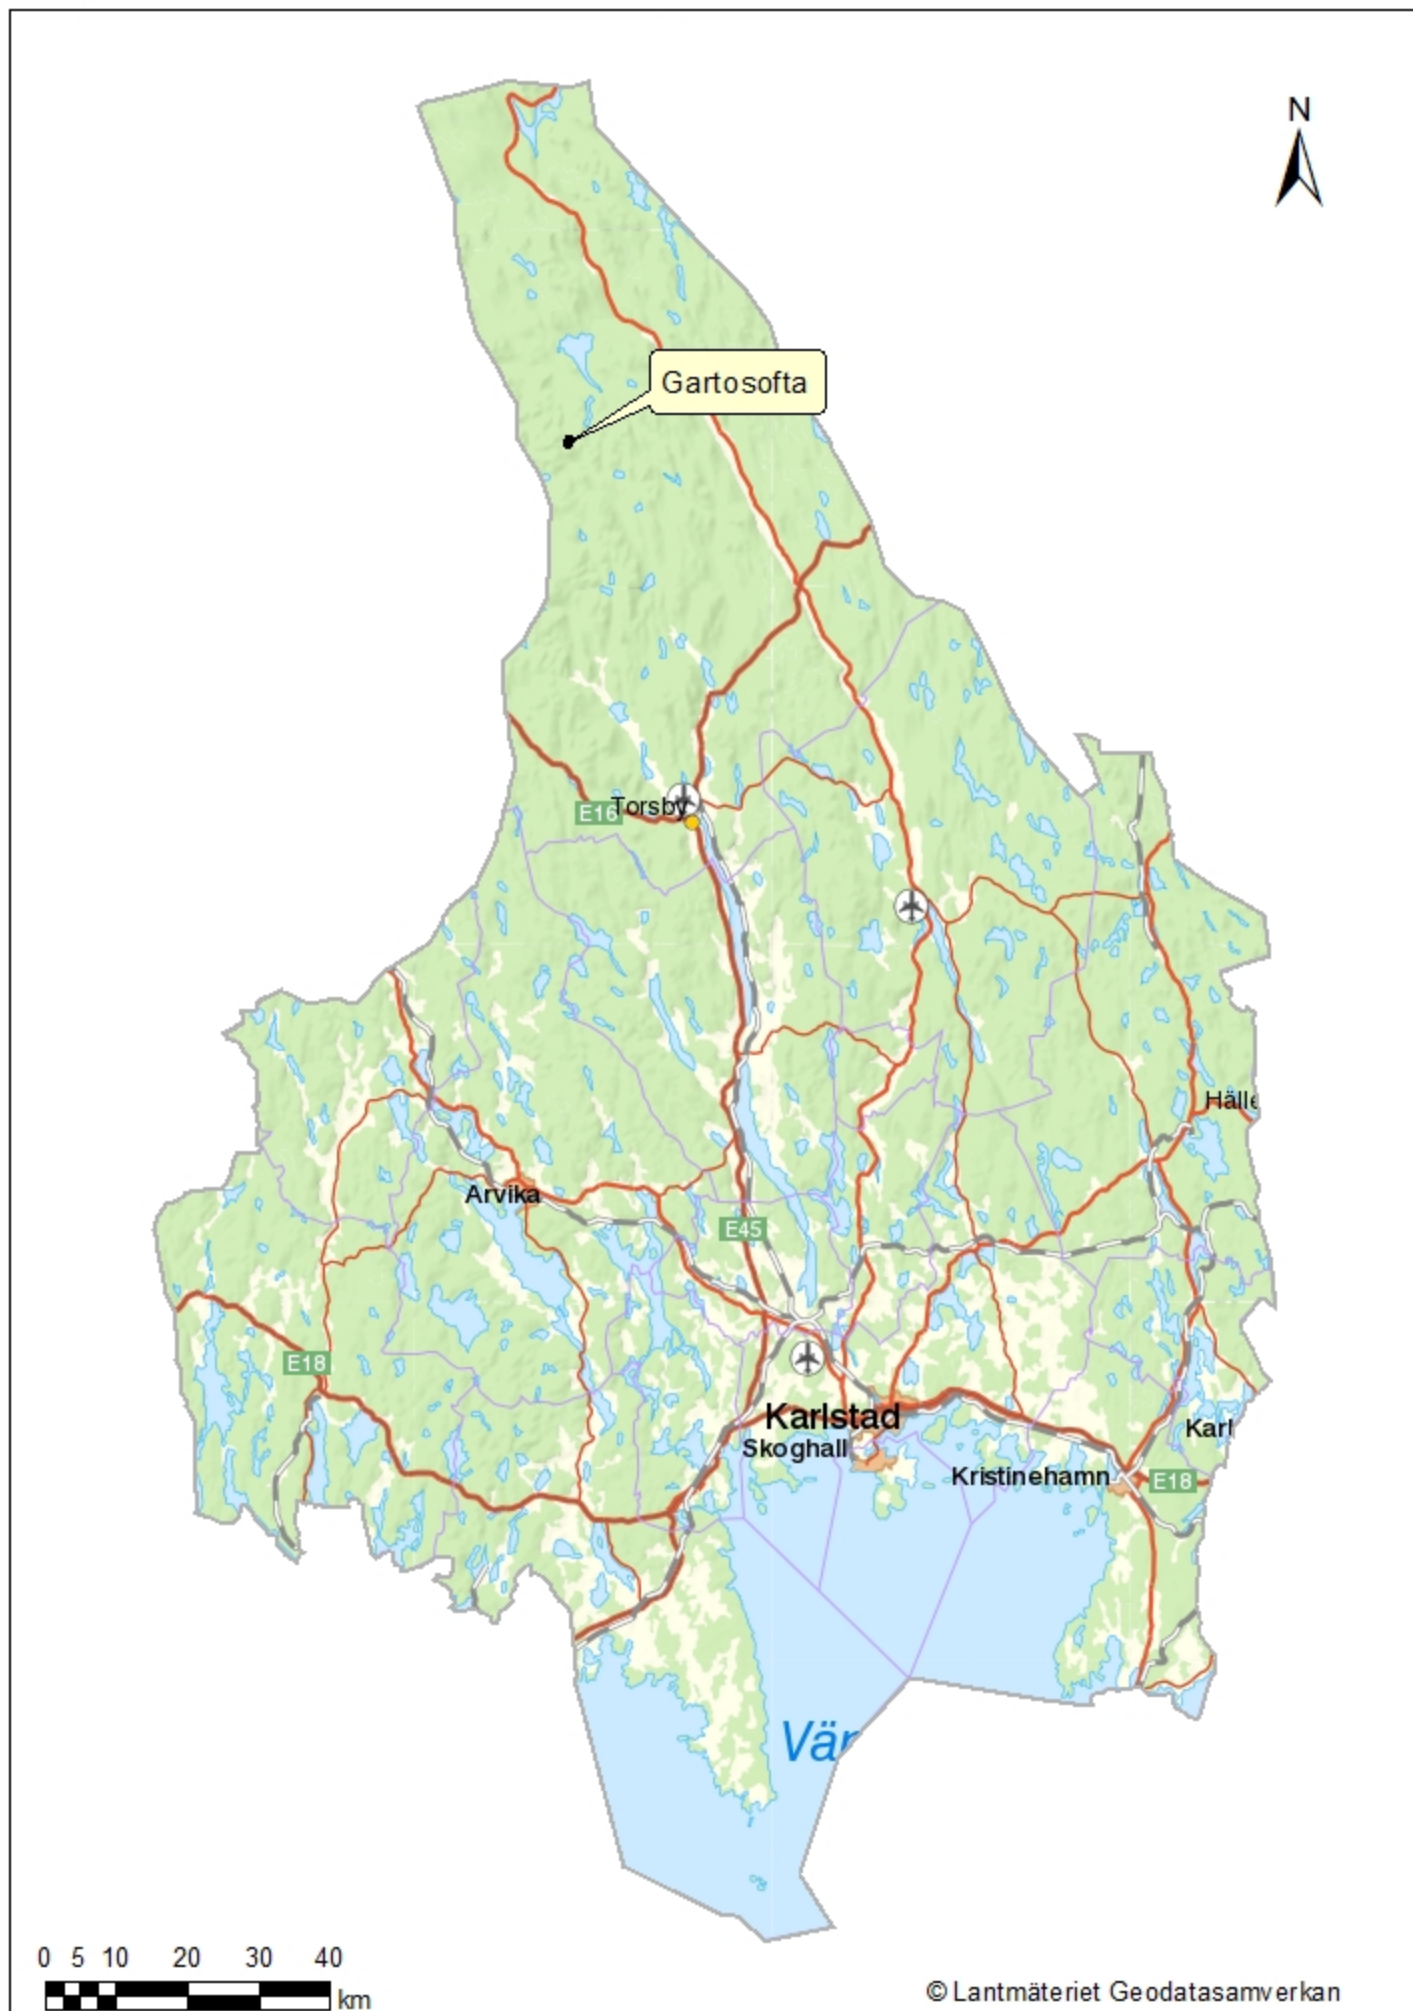 N
Gartosofta
E16
Torsby
Hälle
Arvika
E45
E18
Karlstad
Skoghall
Karl
Kristinehamn
E18
Vär
0 5 10 20 30 40
km
© Lantmäteriet Geodatasamverkan